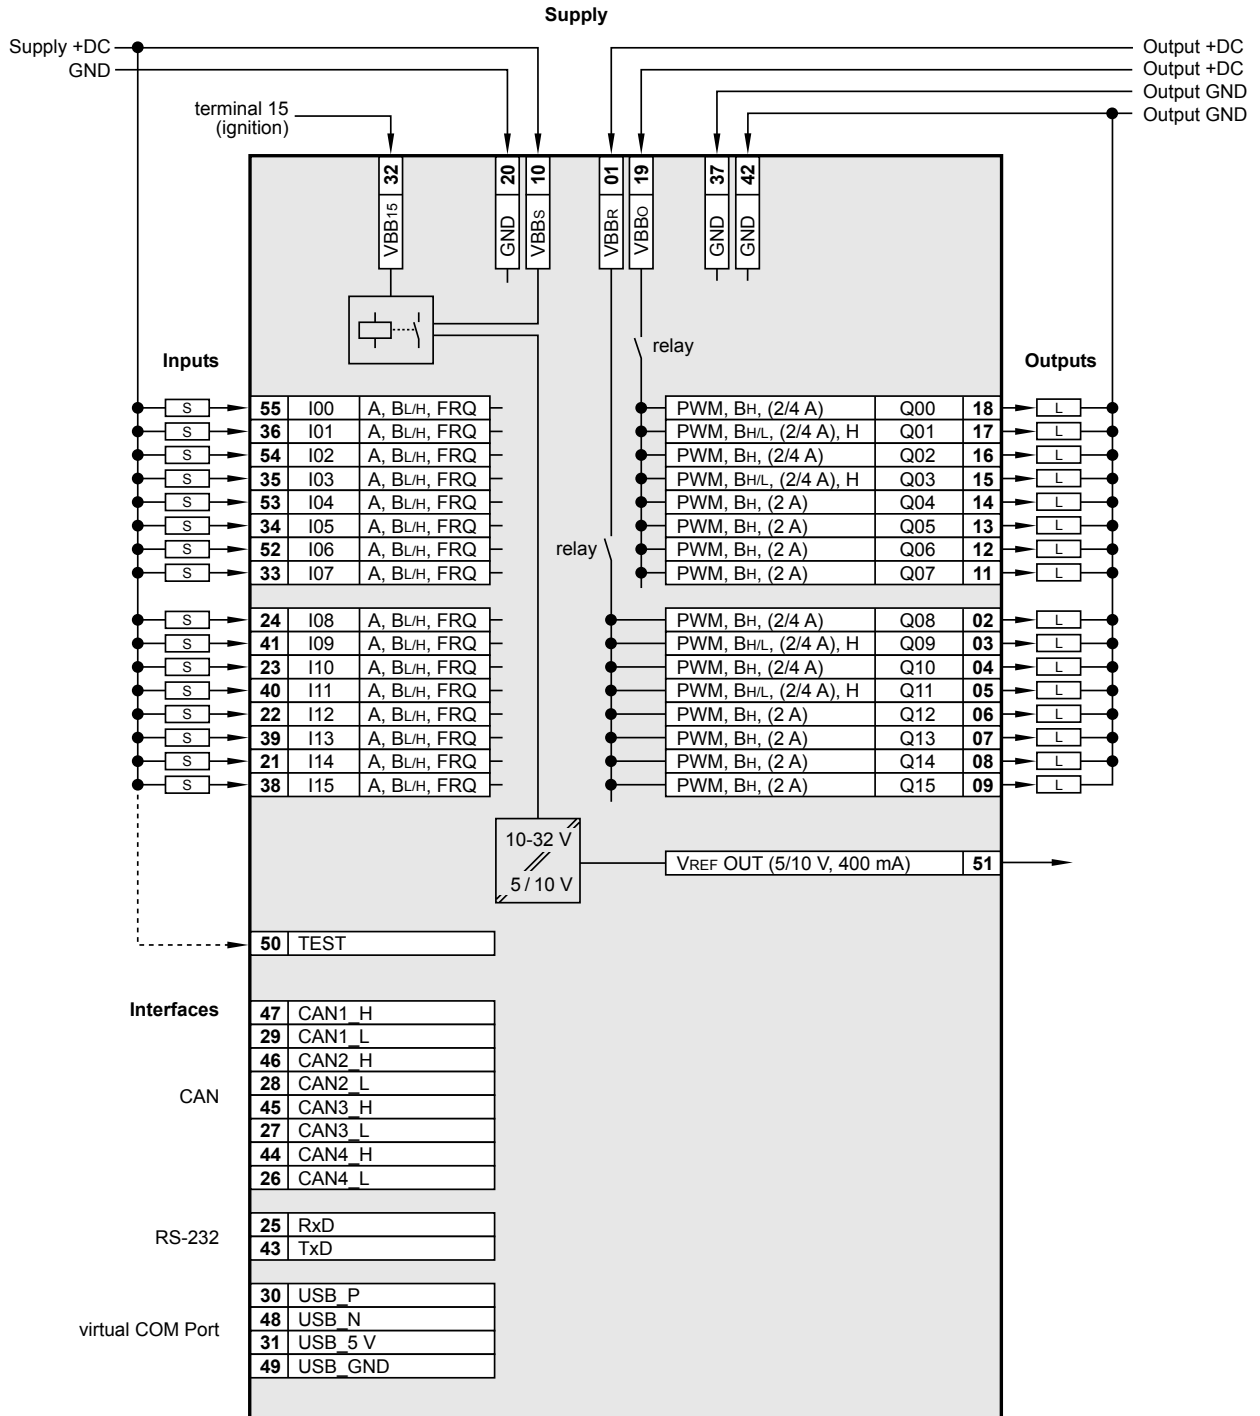 Supply
Supply +DC
GND
Output +DC
Output +DC
Output GND
Output GND
terminal 15
(ignition)
32 VBB15
20 GND
10 VBBS
01 VBBR
19 VBBO
37 GND
42 GND
relay
Inputs
Outputs
S 55 I00 A, BL/H, FRQ
S 36 I01 A, BL/H, FRQ
S 54 I02 A, BL/H, FRQ
S 35 I03 A, BL/H, FRQ
S 53 I04 A, BL/H, FRQ
S 34 I05 A, BL/H, FRQ
S 52 I06 A, BL/H, FRQ
S 33 I07 A, BL/H, FRQ
relay
PWM, BH, (2/4 A) Q00 18 L
PWM, BH/L, (2/4 A), H Q01 17 L
PWM, BH, (2/4 A) Q02 16 L
PWM, BH/L, (2/4 A), H Q03 15 L
PWM, BH, (2 A) Q04 14 L
PWM, BH, (2 A) Q05 13 L
PWM, BH, (2 A) Q06 12 L
PWM, BH, (2 A) Q07 11 L
S 24 I08 A, BL/H, FRQ
S 41 I09 A, BL/H, FRQ
S 23 I10 A, BL/H, FRQ
S 40 I11 A, BL/H, FRQ
S 22 I12 A, BL/H, FRQ
S 39 I13 A, BL/H, FRQ
S 21 I14 A, BL/H, FRQ
S 38 I15 A, BL/H, FRQ
PWM, BH, (2/4 A) Q08 02 L
PWM, BH/L, (2/4 A), H Q09 03 L
PWM, BH, (2/4 A) Q10 04 L
PWM, BH/L, (2/4 A), H Q11 05 L
PWM, BH, (2 A) Q12 06 L
PWM, BH, (2 A) Q13 07 L
PWM, BH, (2 A) Q14 08 L
PWM, BH, (2 A) Q15 09 L
10-32 V
5 / 10 V
VREF OUT (5/10 V, 400 mA) 51
50 TEST
Interfaces
CAN
47 CAN1_H
29 CAN1_L
46 CAN2_H
28 CAN2_L
45 CAN3_H
27 CAN3_L
44 CAN4_H
26 CAN4_L
RS-232
25 RxD
43 TxD
virtual COM Port
30 USB_P
48 USB_N
31 USB_5 V
49 USB_GND